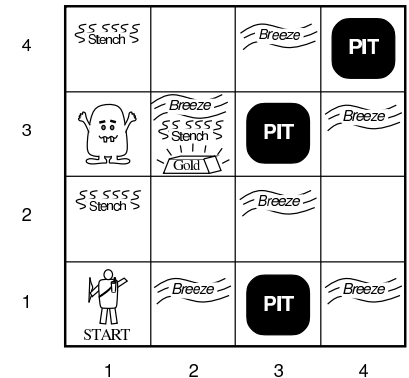 4
Stench
Breeze
PIT
3
Breeze
Stench
Gold
PIT
Breeze
2
Stench
Breeze
1
START
Breeze
PIT
Breeze
1 2 3 4